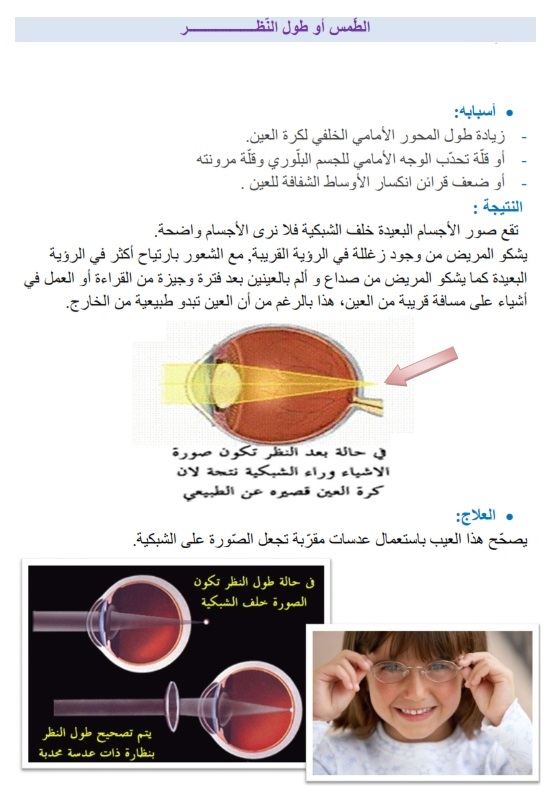 الطّمس أو طول النّظـــــــــــــــــر
• أسبابه:
- زيادة طول المحور الأمامي الخلفي لكرة العين.
- أو قلّة تحدّب الوجه الأمامي للجسم البلّوري وقلّة مرونته
- أو ضعف قرائن انكسار الأوساط الشفافة للعين .
النتيجة :
تقع صور الأجسام البعيدة خلف الشبكية فلا نرى الأجسام واضحة.
يشكو المريض من وجود زغللة في الرؤية القريبة, مع الشعور بارتياح أكثر في الرؤية
البعيدة كما يشكو المريض من صداع و ألم بالعينين بعد فترة وجيزة من القراءة أو العمل في
أشياء على مسافة قريبة من العين، هذا بالرغم من أن العين تبدو طبيعية من الخارج.
في حالة بعد النظر تكون صورة
الاشياء وراء الشبكية نتحة لان
كرة العين قصيره عن الطبيعي
• العلاج:
يصحّح هذا العيب باستعمال عدسات مقرّبة تجعل الصّورة على الشبكية.
في حالة طول النظر تكون
الصورة خلف الشبكية
يتم تصحيح طول النظر
بنظارة ذات عدسة محدبة